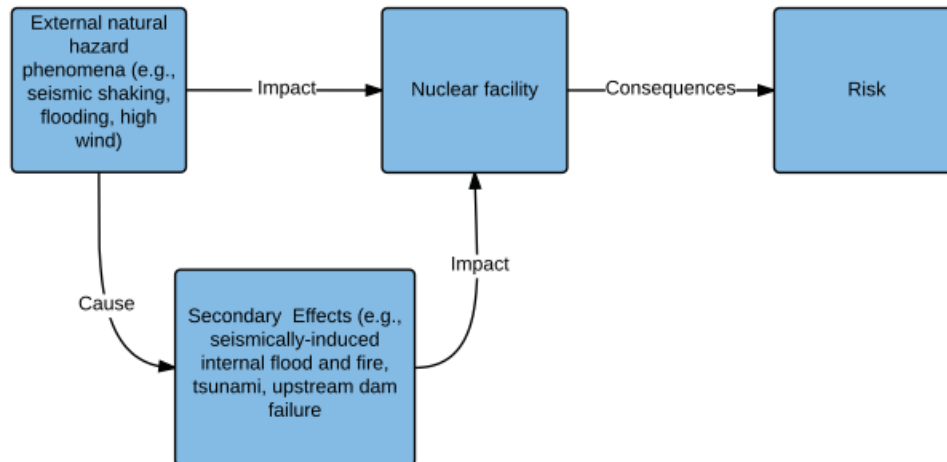 External natural
hazard
phenomena (e.g.,
seismic shaking,
flooding, high
wind)
Impact
Nuclear facility
Consequences
Risk
Cause
Impact
Secondary Effects (e.g.,
seismically-induced
internal flood and fire,
tsunami, upstream dam
failure